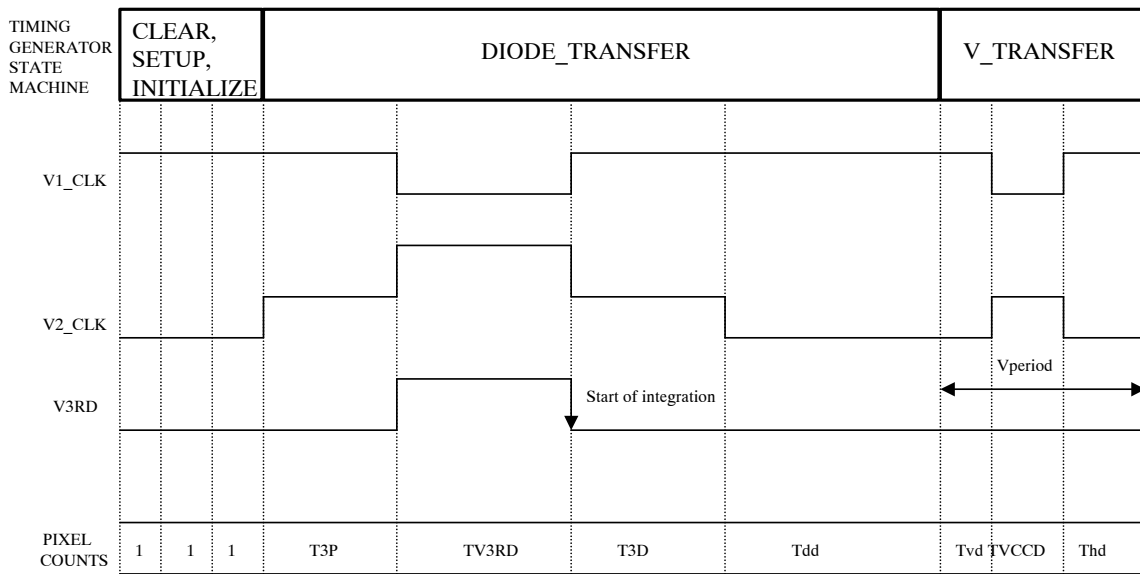 TIMING
GENERATOR
STATE
MACHINE
CLEAR,
SETUP,
INITIALIZE
DIODE_TRANSFER
V_TRANSFER
V1_CLK
V2_CLK
Vperiod
V3RD
Start of integration
PIXEL
COUNTS
1 1 1 T3P TV3RD T3D Tdd Tvd TVCCD Thd